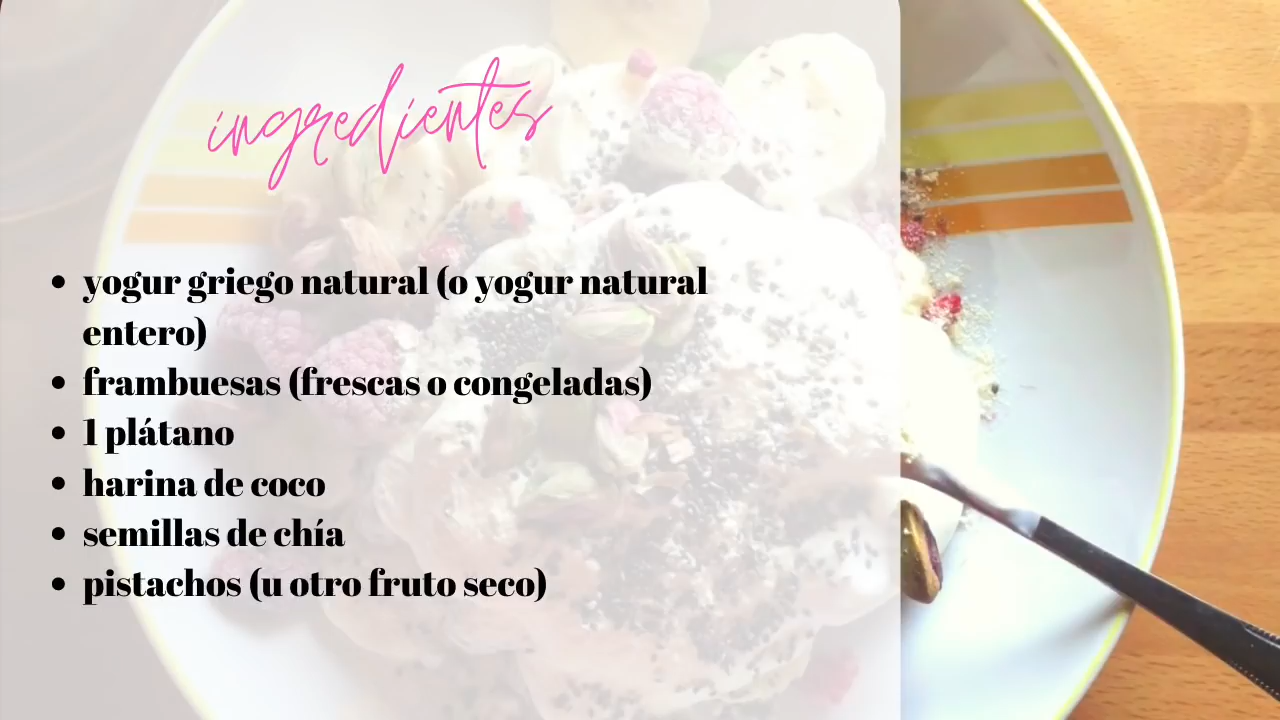 ingredientes
• yogur griego natural (o yogur natural
entero)
• frambuesas (frescas o congeladas)
• 1 plátano
• harina de coco
• semillas de chía
• pistachos (u otro fruto seco)